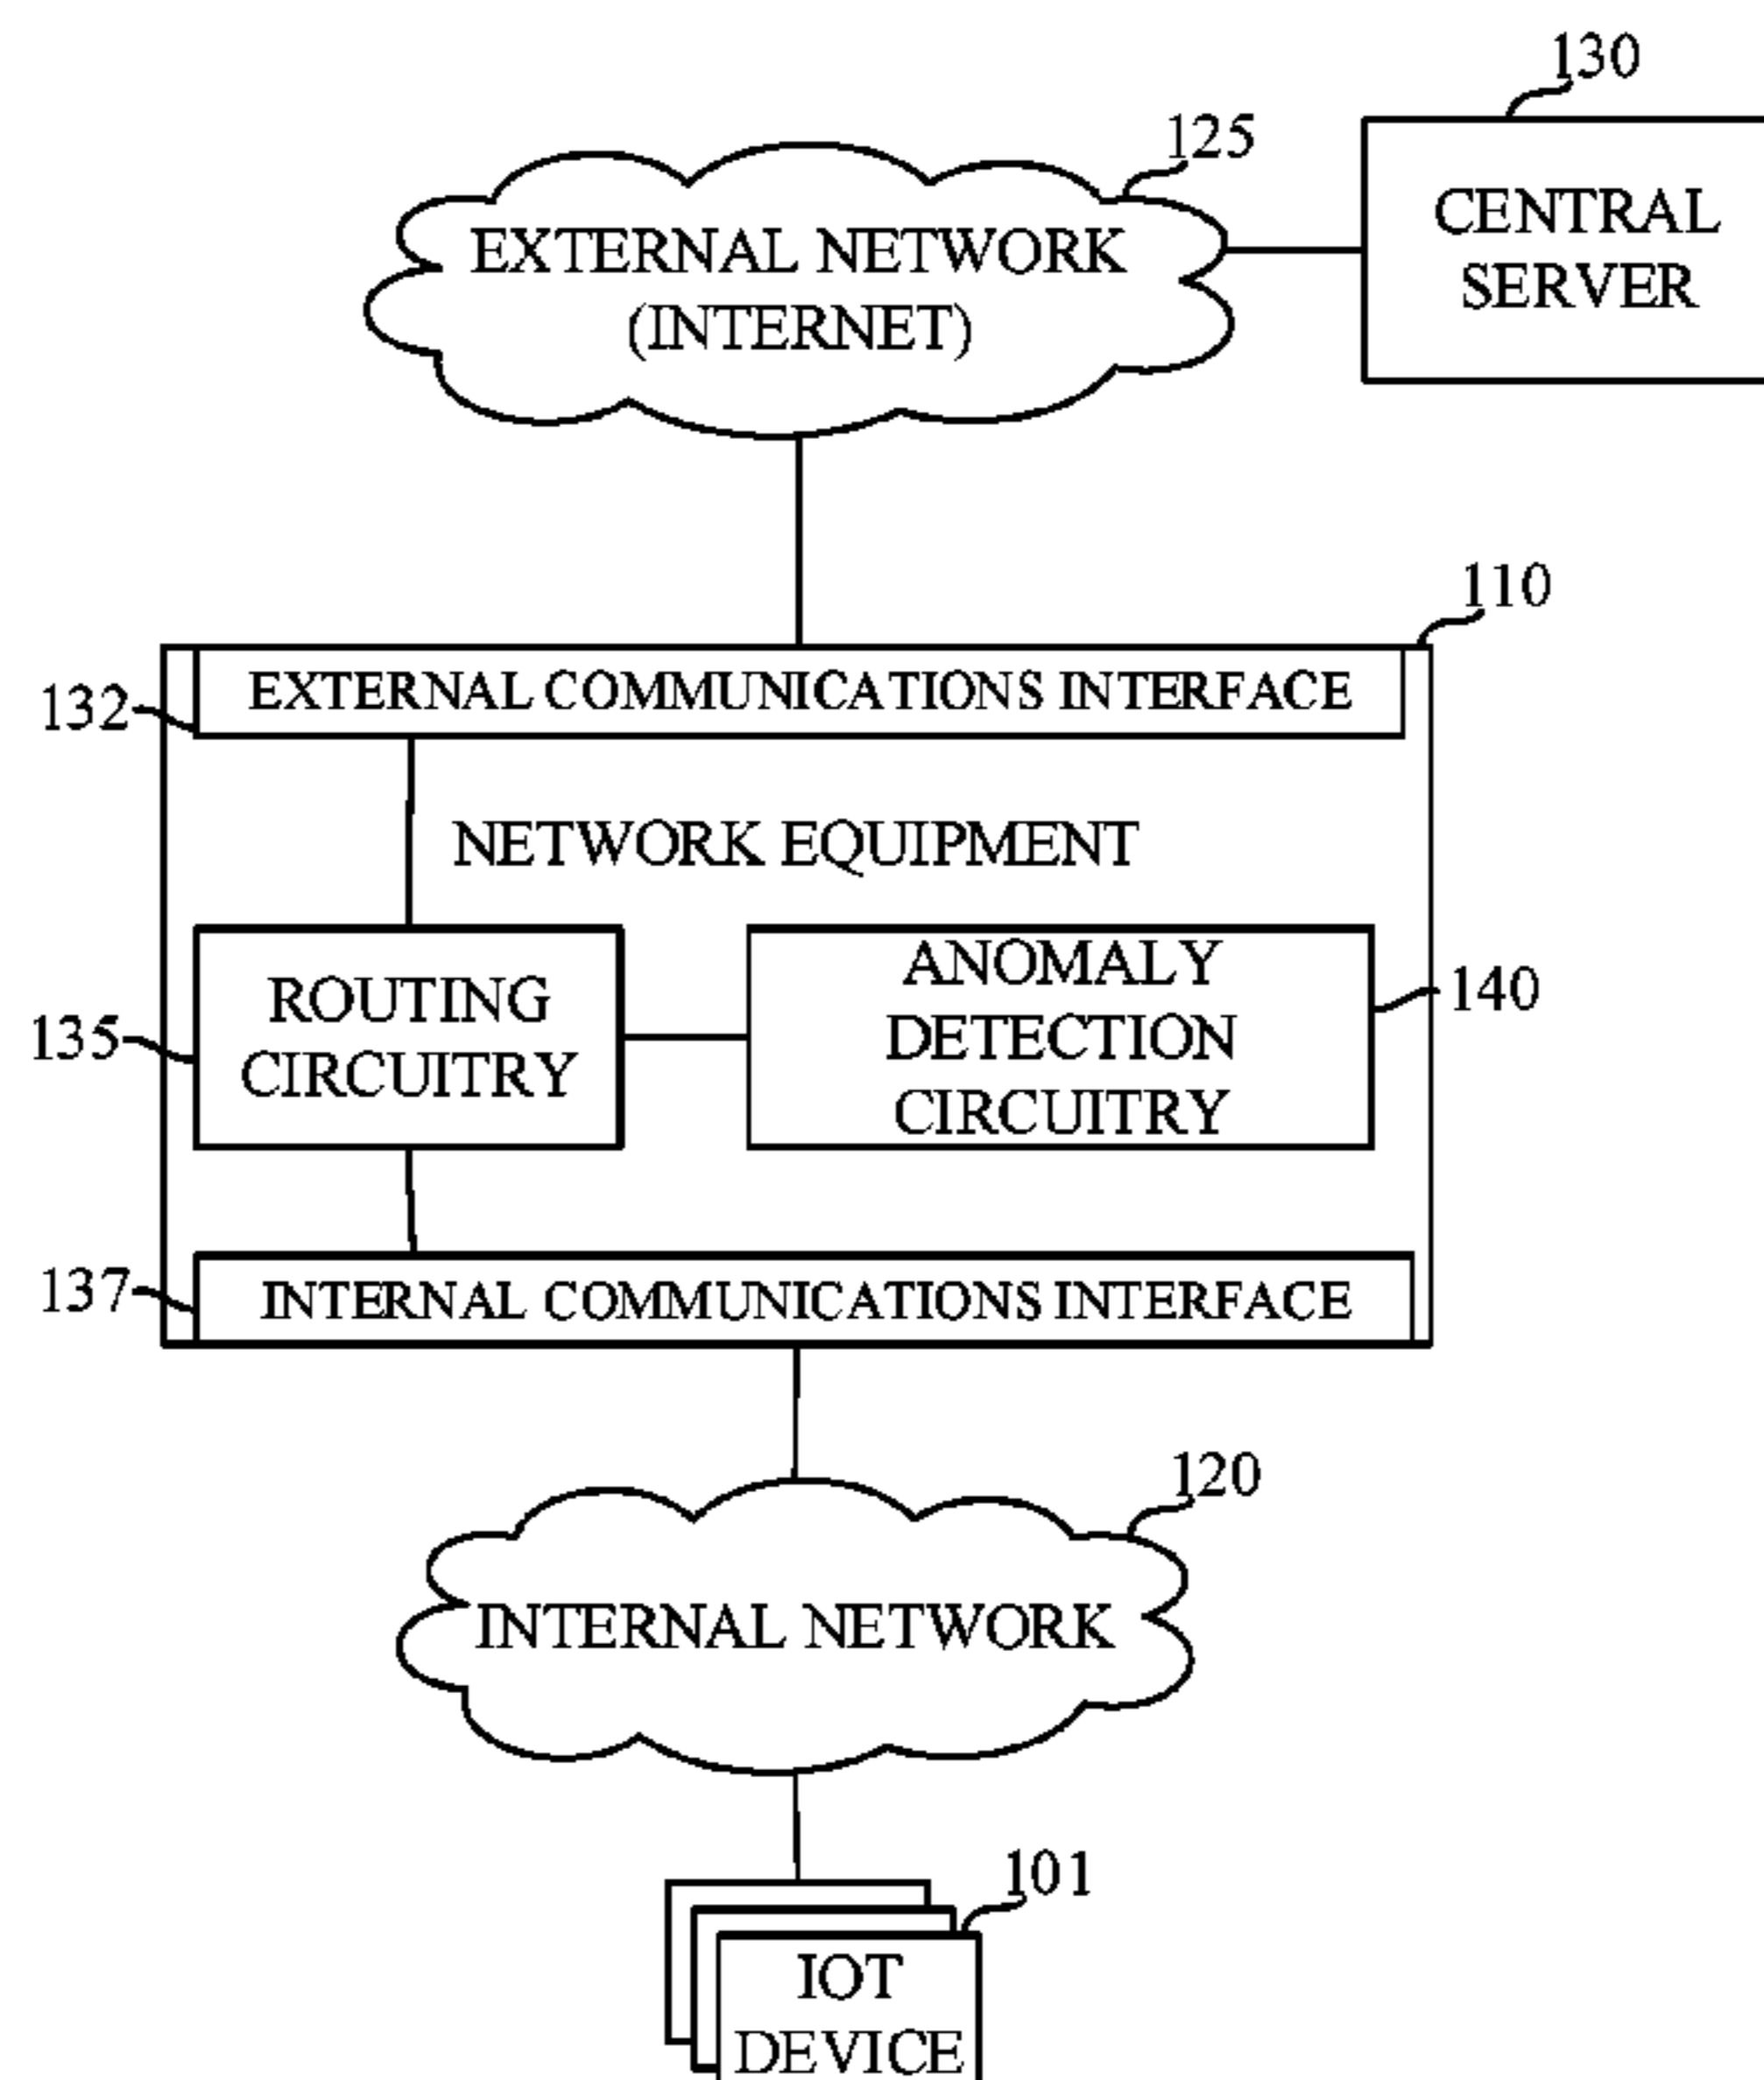 130
125
CENTRAL
SERVER
EXTERNAL NETWORK
(INTERNET)
110
132
EXTERNAL COMMUNICATIONS INTERFACE
NETWORK EQUIPMENT
135
ROUTING
CIRCUITRY
ANOMALY
DETECTION
CIRCUITRY
140
137
INTERNAL COMMUNICATIONS INTERFACE
120
INTERNAL NETWORK
101
IOT
DEVICE